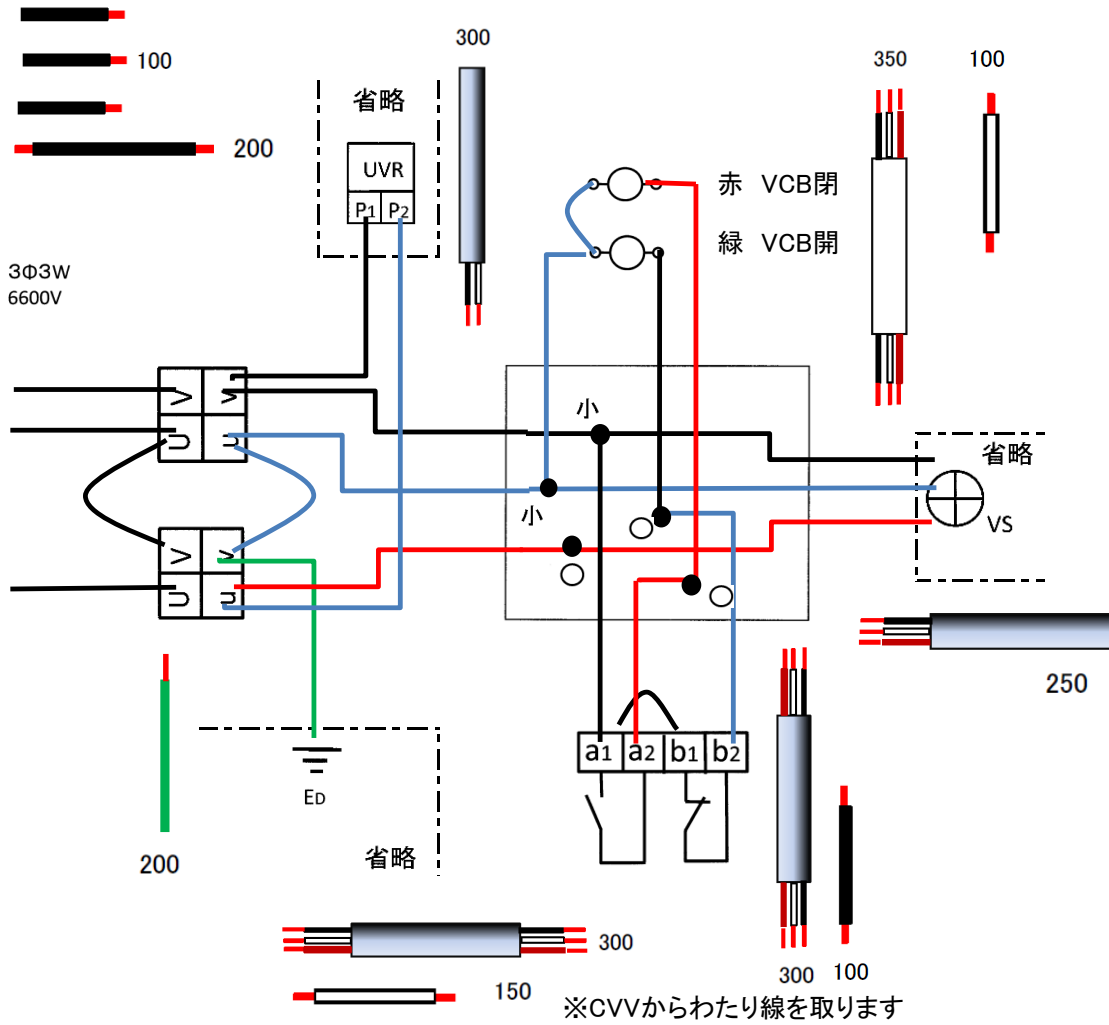 100
200
3Φ3W
6600V
省略
UVR
P1 P2
300
赤 VCB閉
緑 VCB開
350
100
V v
U u
V v
U u
小
小
省略
VS
250
a1 a2 b1 b2
ED
省略
200
300
150
300
100
※CVVからわたり線を取ります